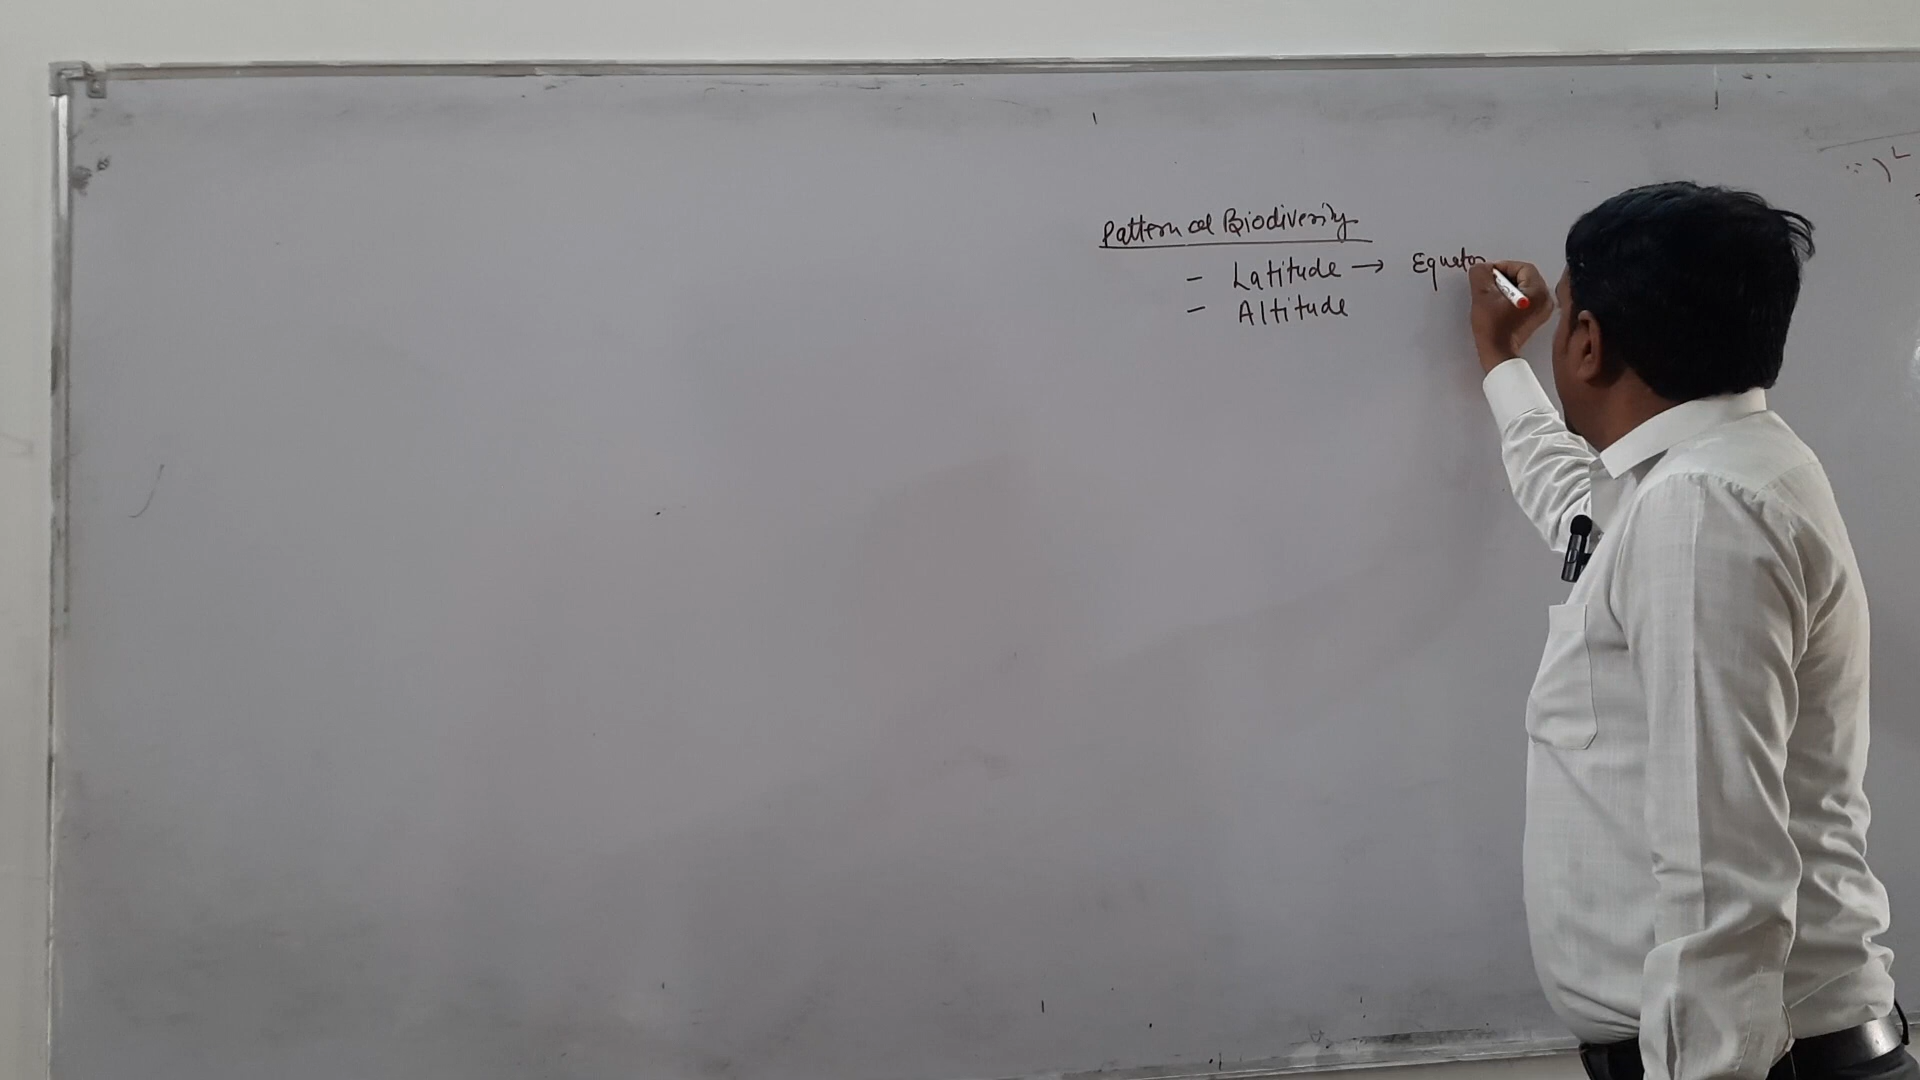 Pattern of Biodiversity
- Latitude → Equator
- Altitude